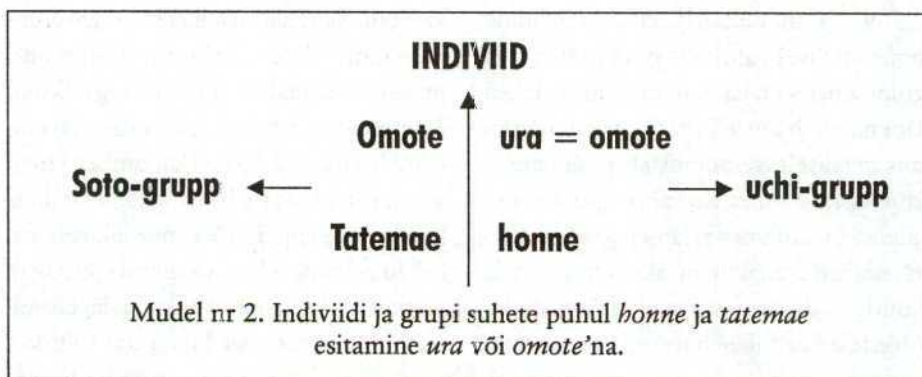 INDIVIID
Omote ura = omote
Soto-grupp uchi-grupp
Tatemae honne
Mudel nr 2. Individi ja grupi suhete puhul honne ja tatemae
esitamine ura või omote’na.